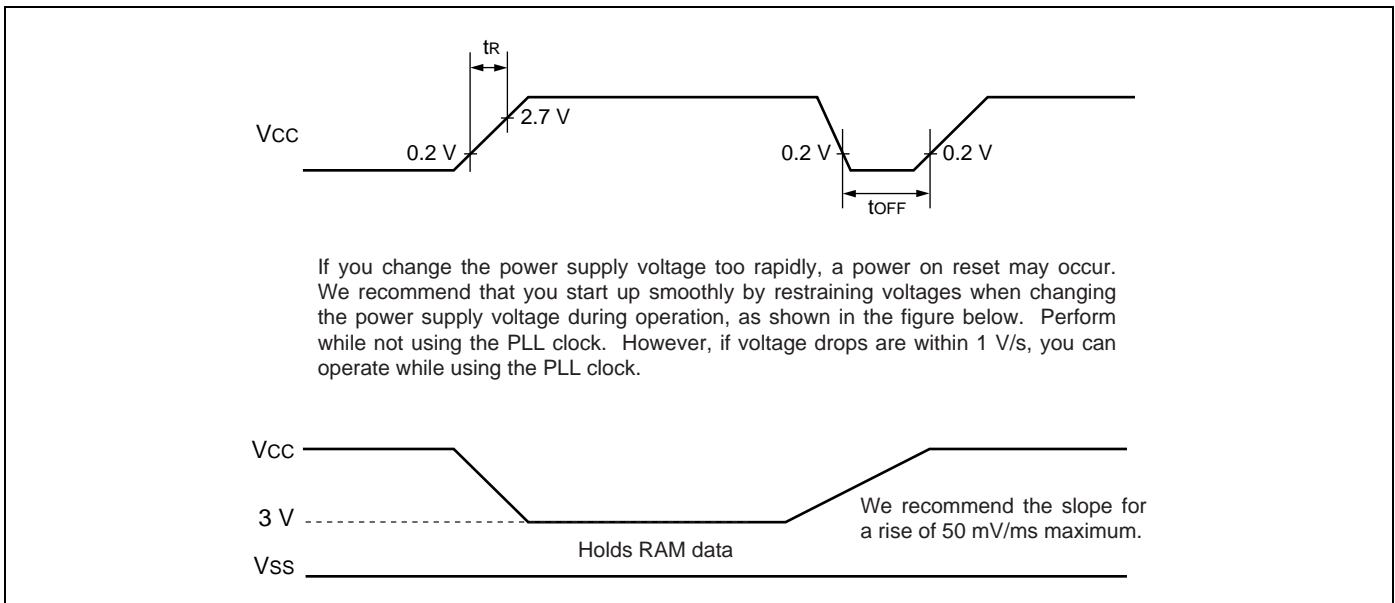 tR
2.7 V
VCC
0.2 V
0.2 V
0.2 V
tOFF
If you change the power supply voltage too rapidly, a power on reset may occur.
We recommend that you start up smoothly by restraining voltages when changing
the power supply voltage during operation, as shown in the figure below. Perform
while not using the PLL clock. However, if voltage drops are within 1 V/s, you can
operate while using the PLL clock.
VCC
3 V
We recommend the slope for
a rise of 50 mV/ms maximum.
Holds RAM data
VSS